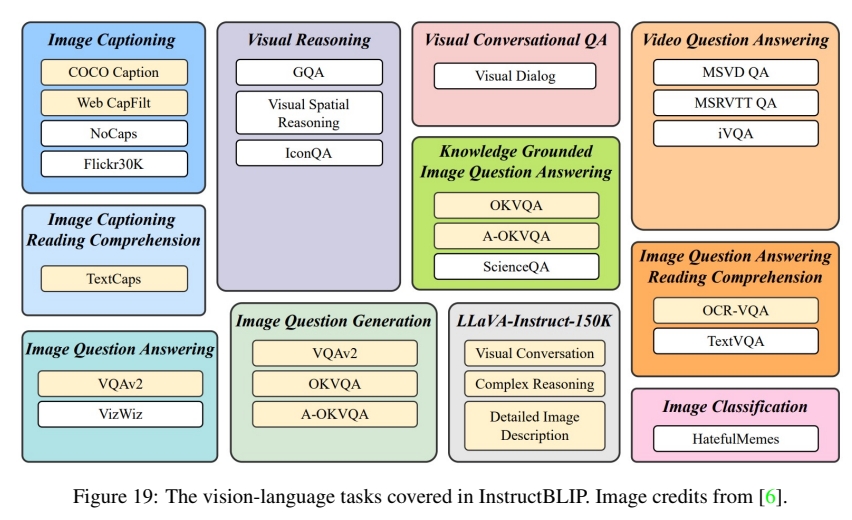 Image Captioning
COCO Caption
Web CapFilt
NoCaps
Flickr30K
Image Captioning
Reading Comprehension
TextCaps
Image Question Answering
VQAv2
VizWiz
Visual Reasoning
GQA
Visual Spatial
Reasoning
IconQA
Image Question Generation
VQAv2
OKVQA
A-OKVQA
Visual Conversational QA
Visual Dialog
Knowledge Grounded
Image Question Answering
OKVQA
A-OKVQA
ScienceQA
LLaVA-Instruct-150K
Visual Conversation
Complex Reasoning
Detailed Image
Description
Video Question Answering
MSVD QA
MSRVTT QA
iVQA
Image Question Answering
Reading Comprehension
OCR-VQA
TextVQA
Image Classification
HatefulMemes
Figure 19: The vision-language tasks covered in InstructBLIP. Image credits from [6].